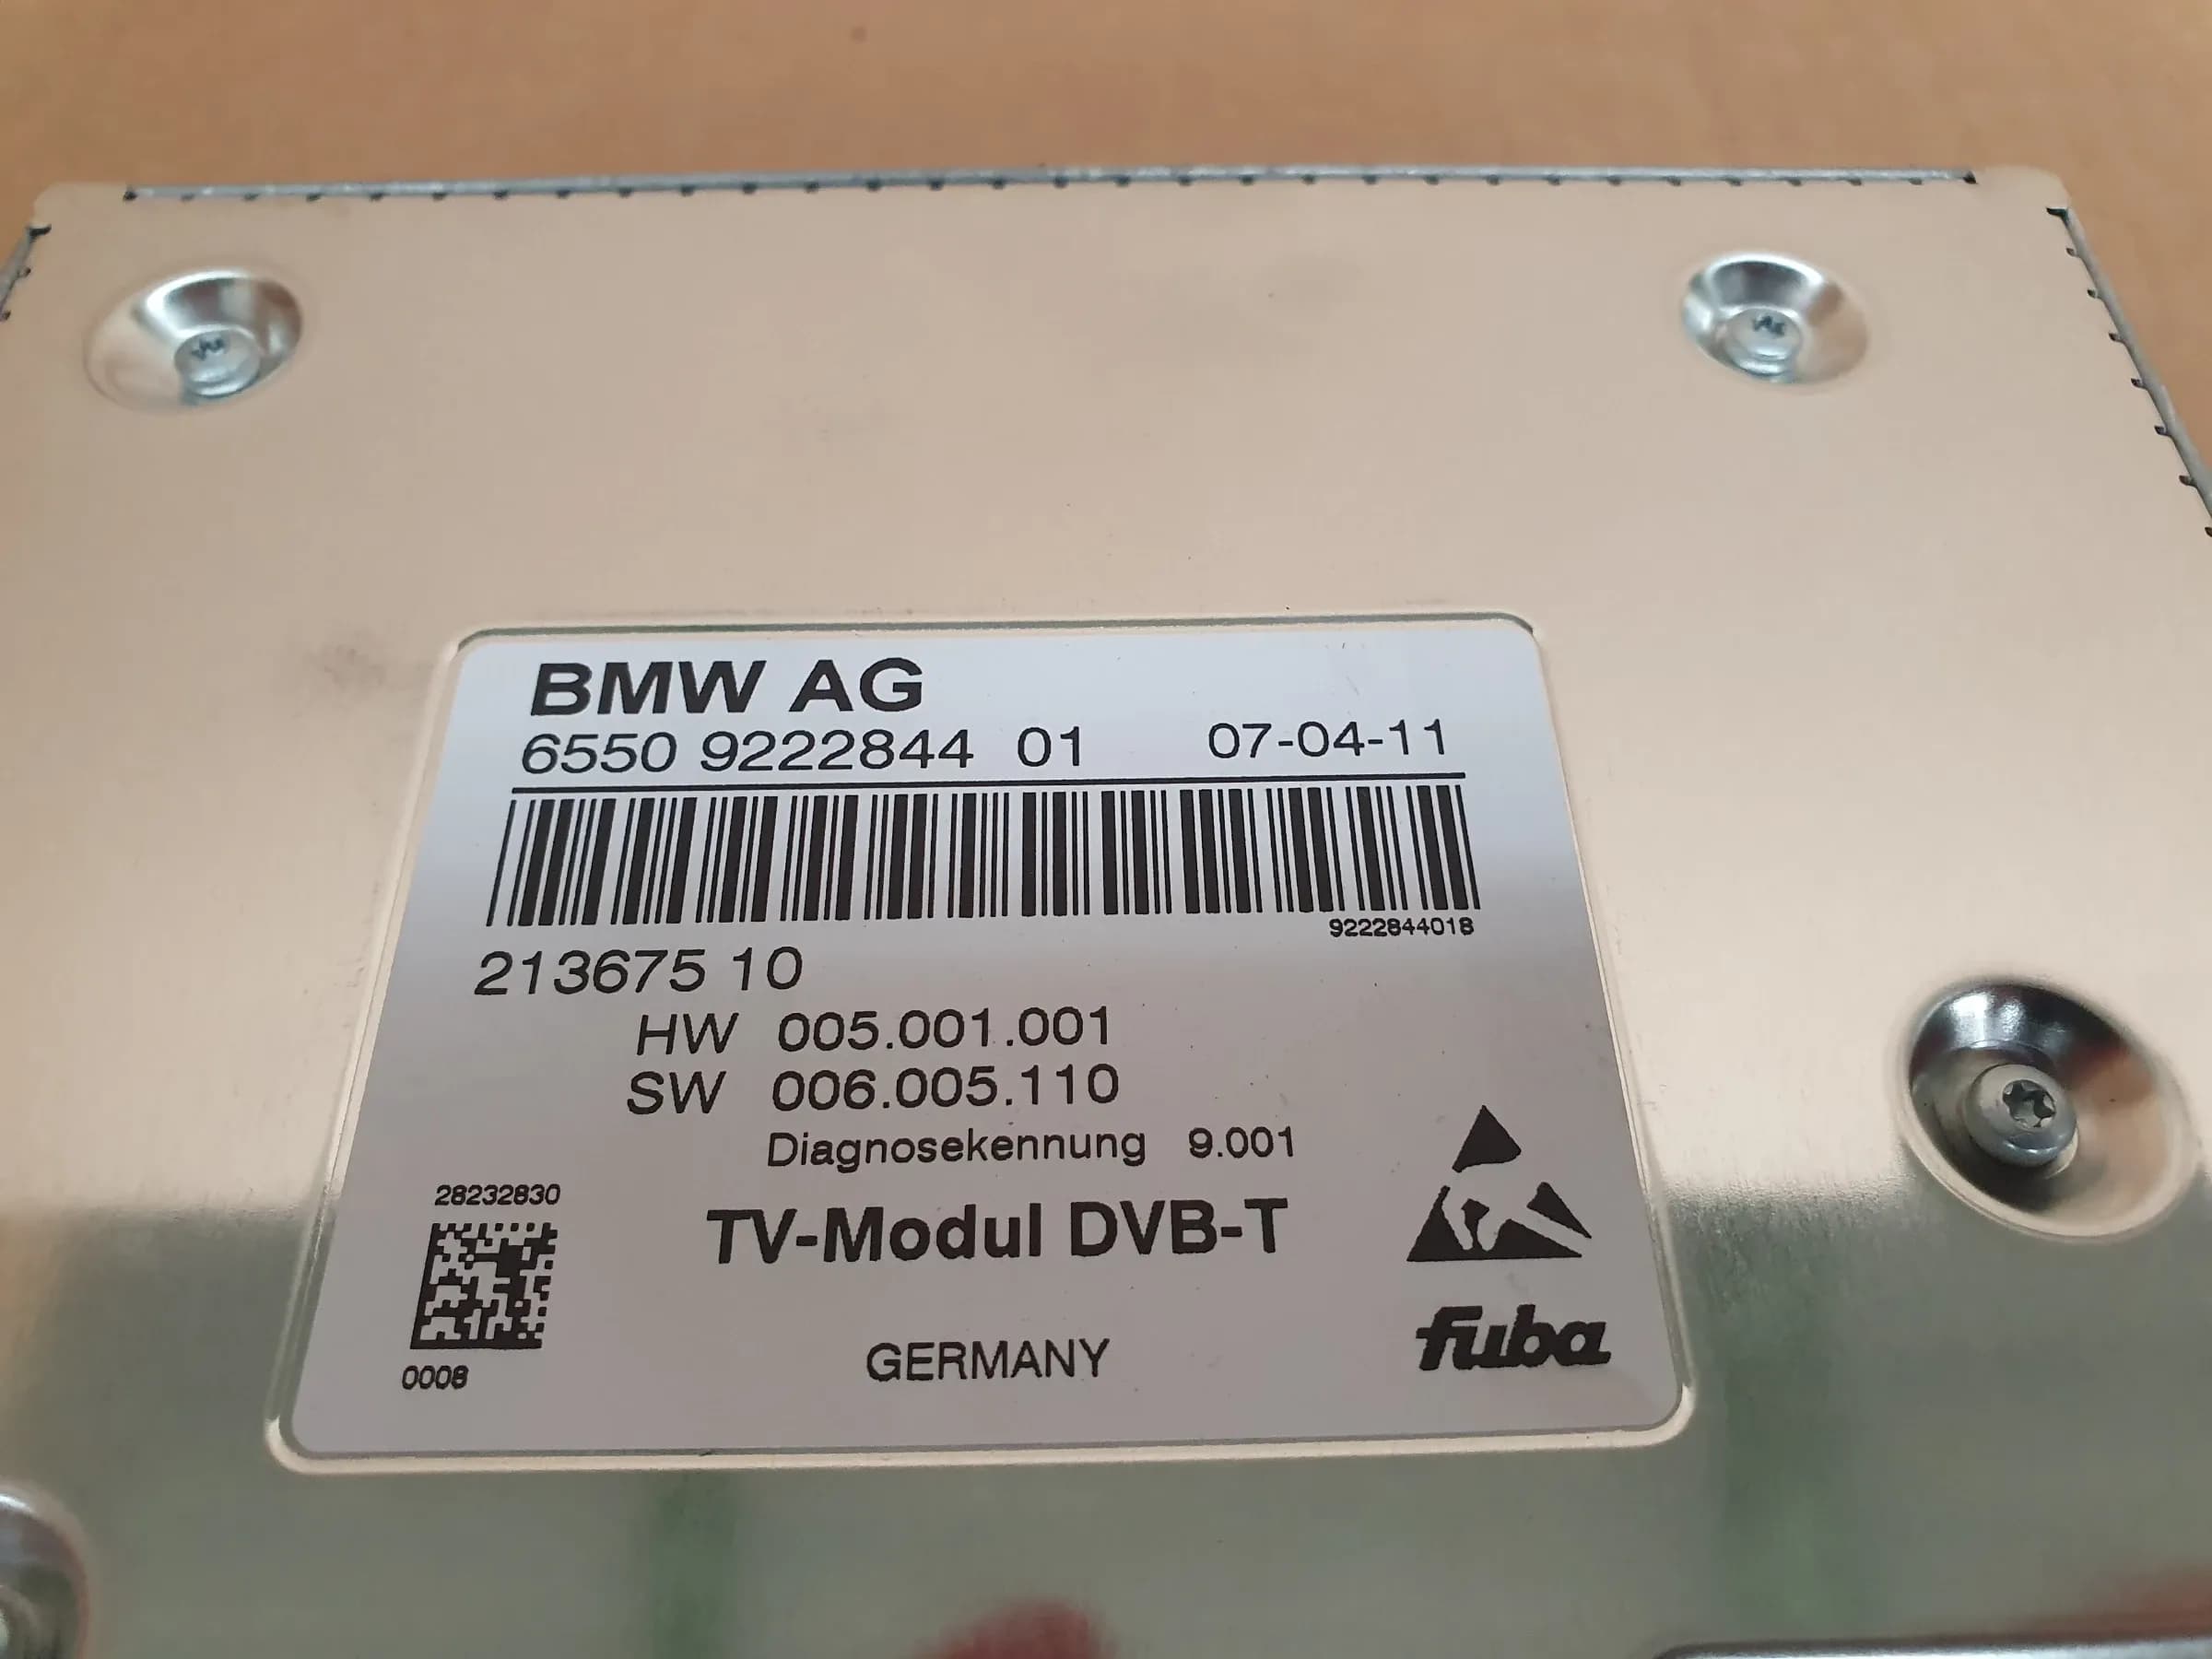 BMW AG
6550 9222844 01 07-04-11
9222844018
213675 10
HW 005.001.001
SW 006.005.110
Diagnosekennung 9.001
28232830
TV-Modul DVB-T
fuba
GERMANY
0008